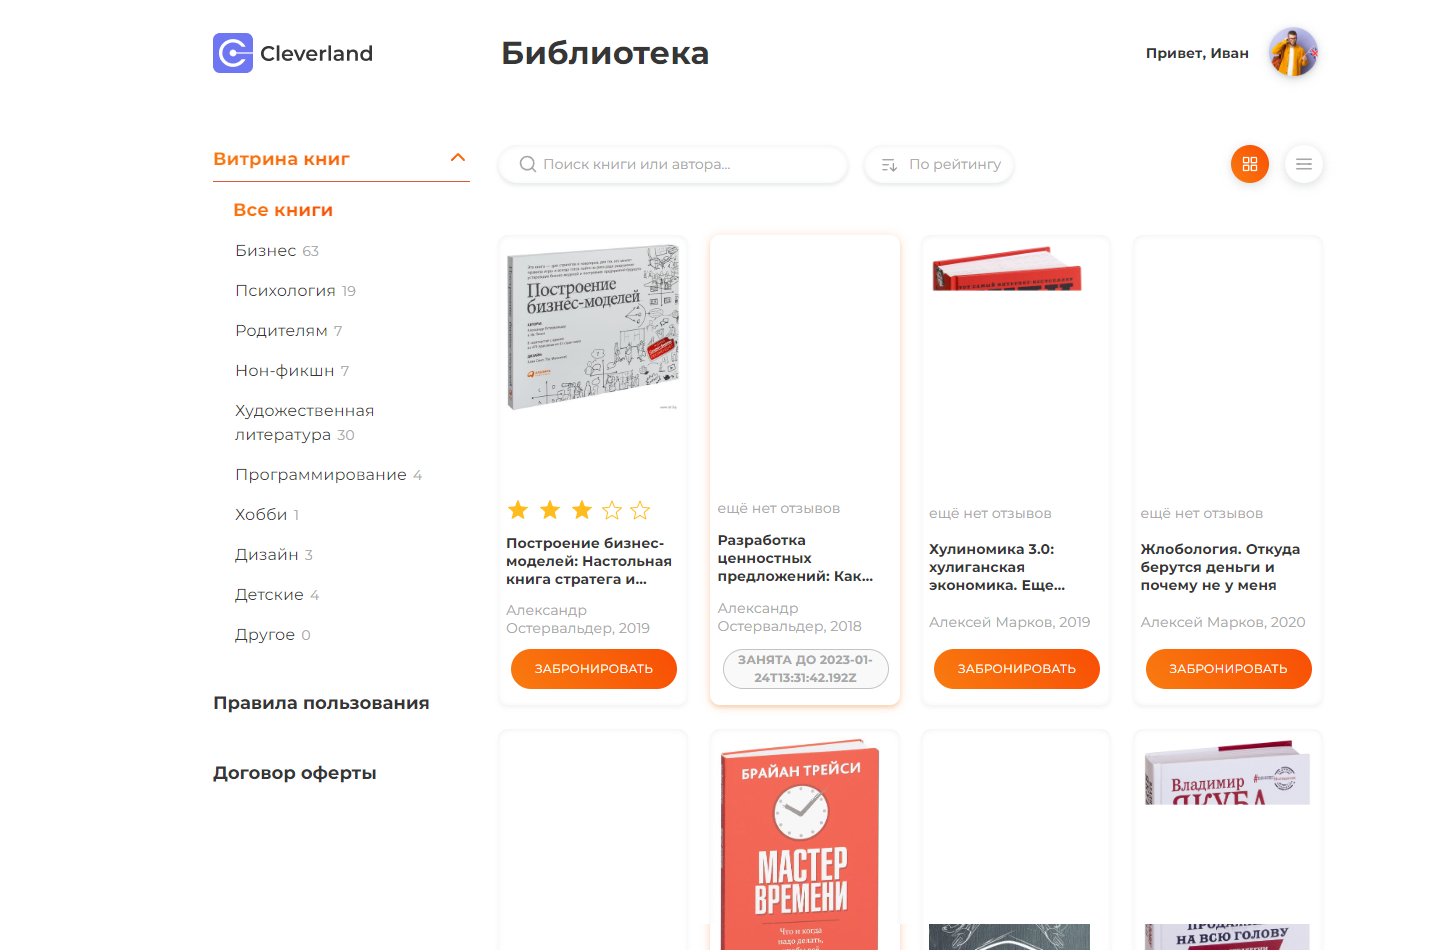 Cleverland
Библиотека
Привет, Иван
Витрина книг
Все книги
Бизнес 63
Психология 19
Родителям 7
Нон-фикшн 7
Художественная
литература 30
Программирование 4
Хобби 1
Дизайн 3
Детские 4
Другое 0
Правила пользования
Договор оферты
Поиск книги или автора...
По рейтингу
Построение
бизнес-моделей
Построение бизнес-
моделей: Настольная
книга стратега и...
Александр
Остервальдер, 2019
ЗАБРОНИРОВАТЬ
ещё нет отзывов
Разработка
ценностных
предложений: Как...
Александр
Остервальдер, 2018
ЗАНЯТА ДО 2023-01-
24T13:31:42.192Z
ещё нет отзывов
Хулиномика 3.0:
хулиганская
экономика. Еще...
Алексей Марков, 2019
ЗАБРОНИРОВАТЬ
ещё нет отзывов
Жлобология. Откуда
берутся деньги и
почему не у меня
Алексей Марков, 2020
ЗАБРОНИРОВАТЬ
БРАЙАН ТРЕЙСИ
МАСТЕР
ВРЕМЕНИ
Что и когда
надо делать,
Владимир
ЯКУБА
ПРОДАЖИ
НА ВСЮ ГОЛОВУ